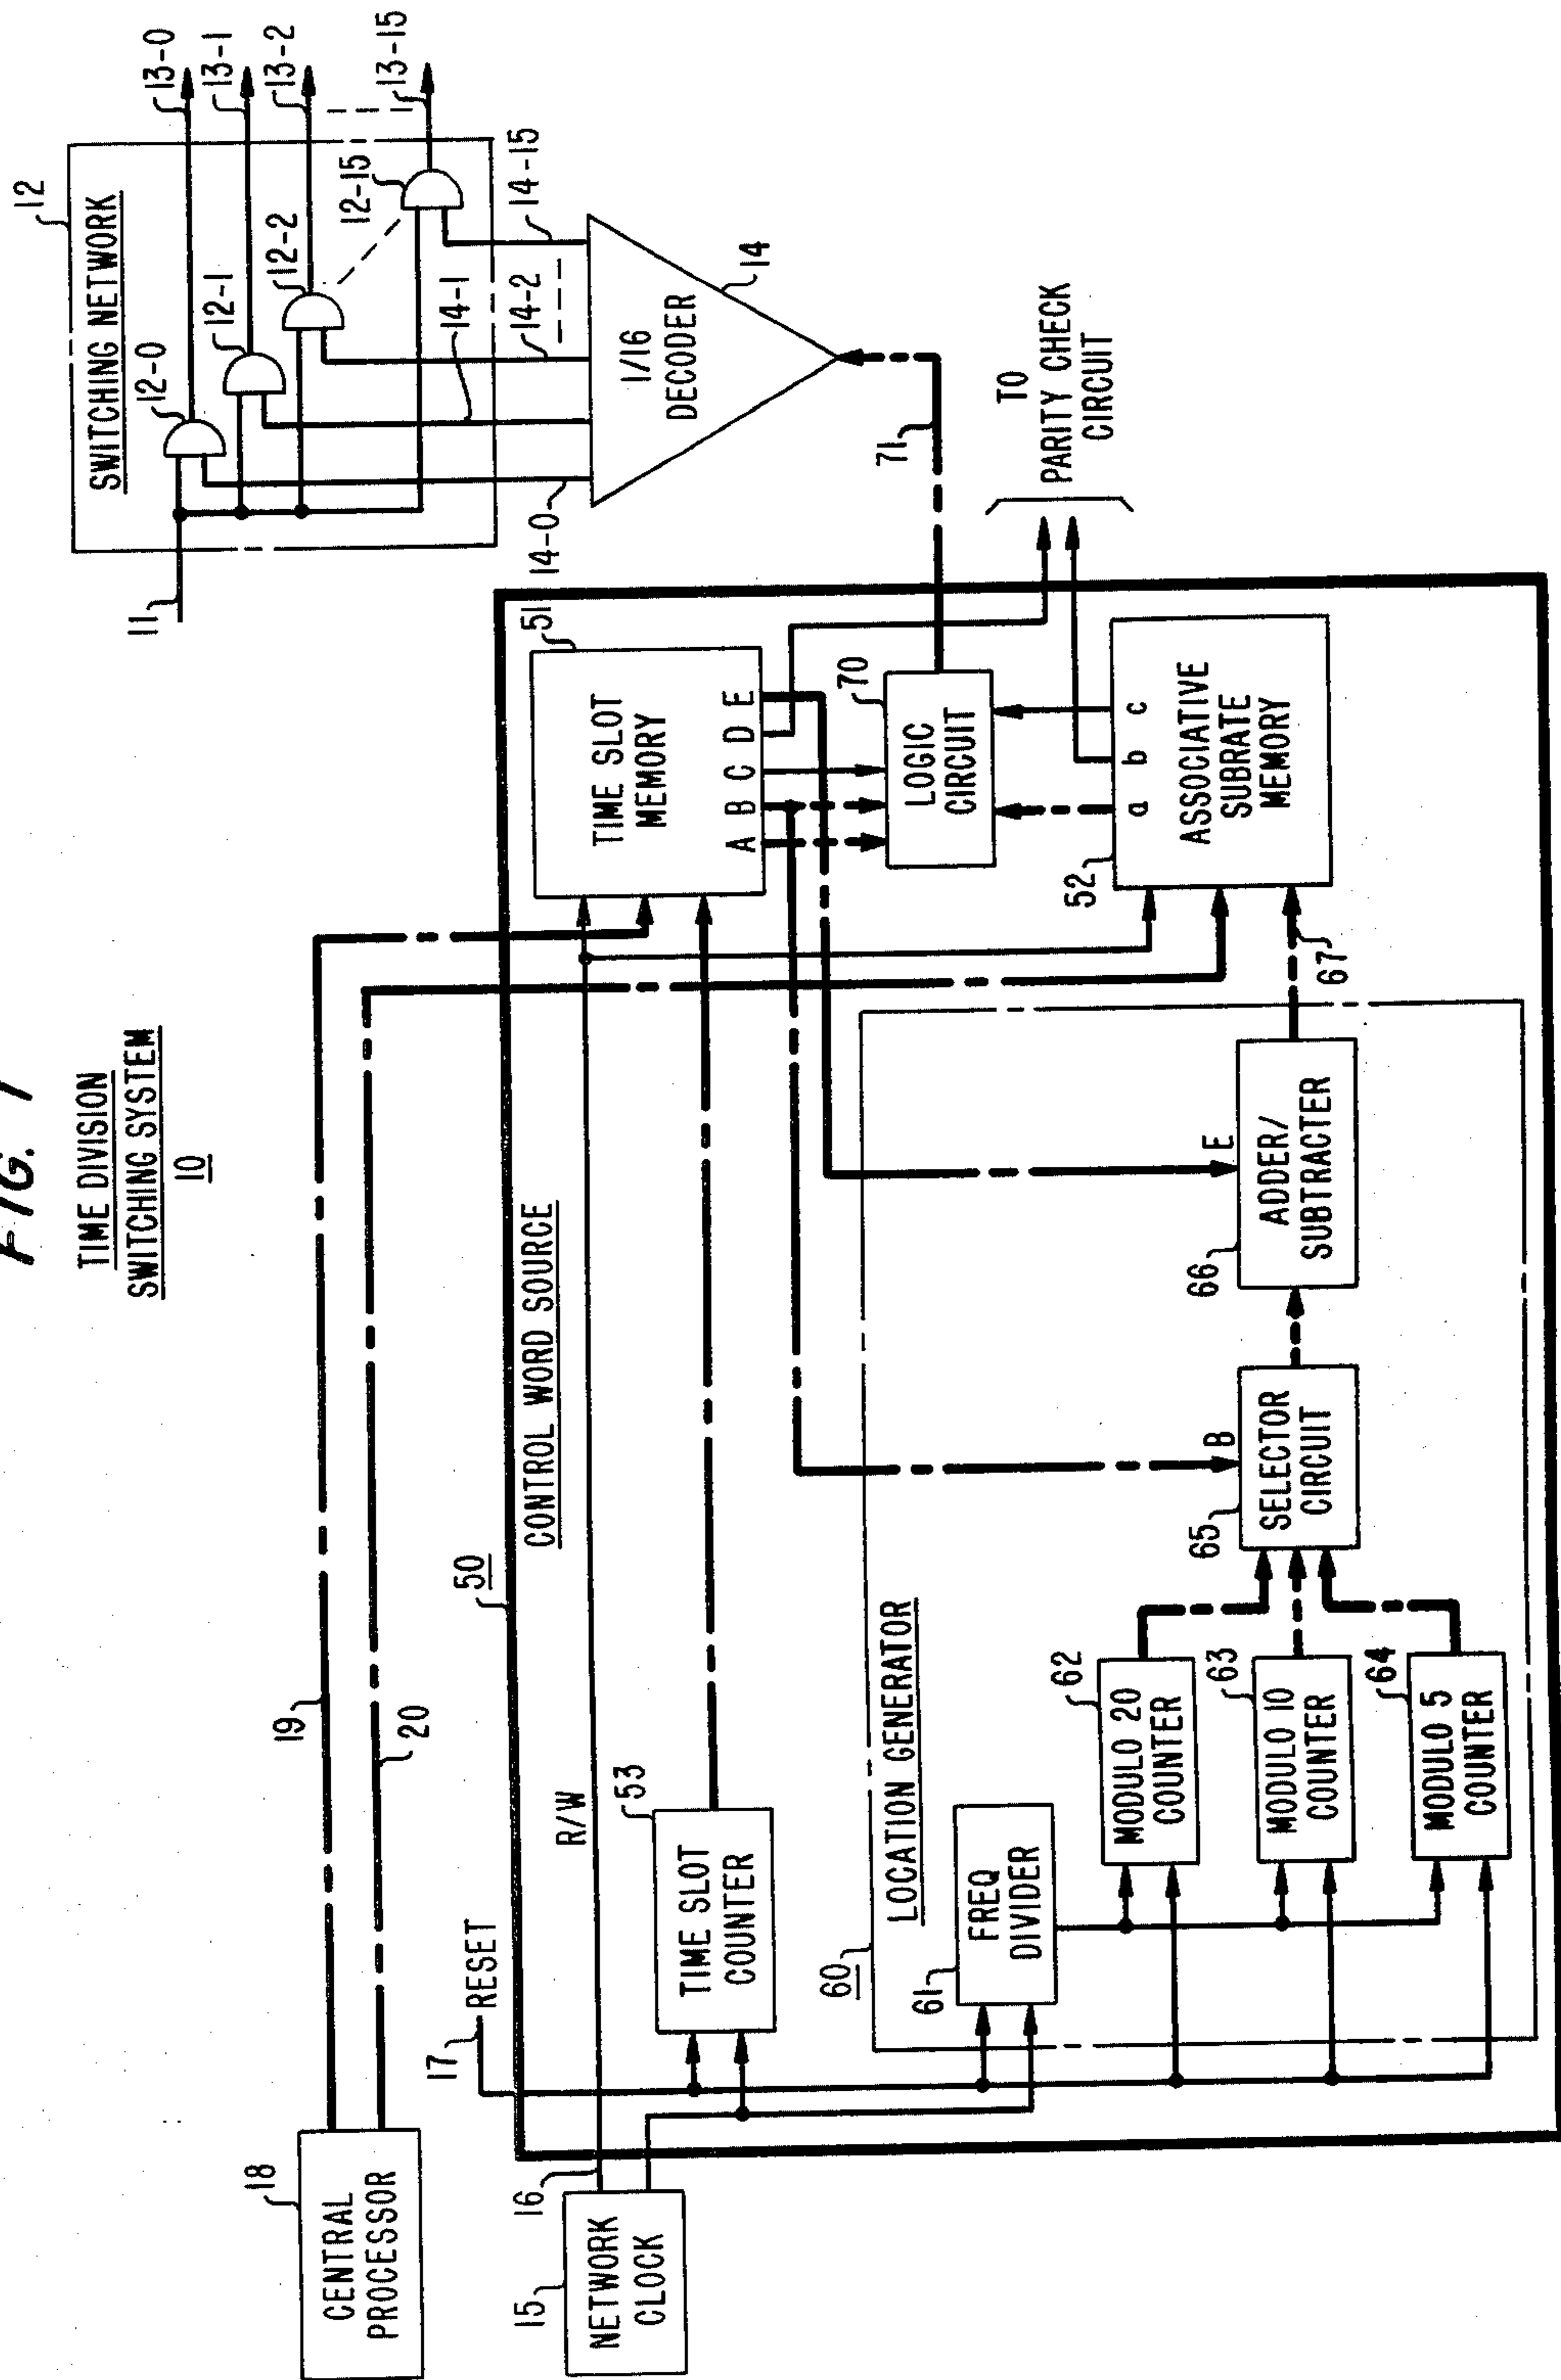 FIG. 1
TIME DIVISION
SWITCHING SYSTEM
10
18
CENTRAL
PROCESSOR
19
20
15
NETWORK
CLOCK
16
17
RESET
R/W
50
CONTROL WORD SOURCE
53
TIME SLOT
COUNTER
51
TIME SLOT
MEMORY
A B C D E
70
LOGIC
CIRCUIT
52
a b c
ASSOCIATIVE
SUBRATE
MEMORY
60
LOCATION GENERATOR
61
FREQ
DIVIDER
62
MODULO 20
COUNTER
63
MODULO 10
COUNTER
64
MODULO 5
COUNTER
65
B
SELECTOR
CIRCUIT
66
E
ADDER/
SUBTRACTER
67
71
TO
PARITY CHECK
CIRCUIT
11
12
SWITCHING NETWORK
12-0
12-1
12-2
12-15
13-0
13-1
13-2
13-15
14-0
14-1
14-2
14-15
1/16
DECODER
14